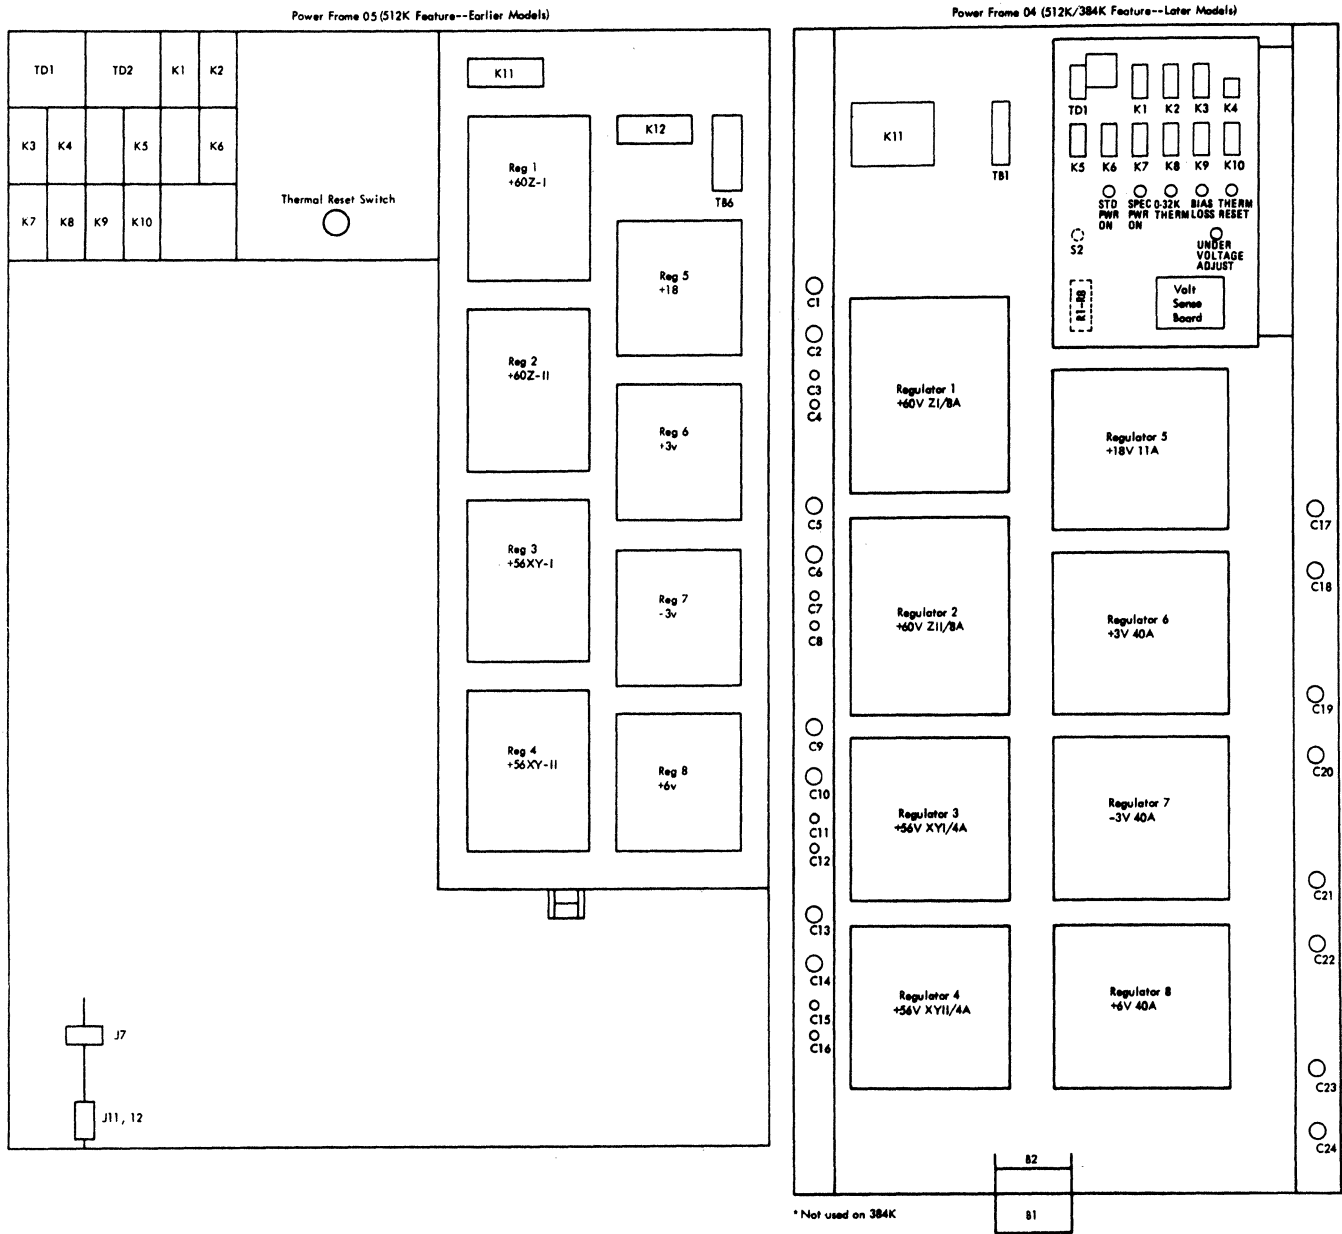 Power Frame 05 (512K Feature--Earlier Models)
TD1
TD2
K1
K2
K3
K4
K5
K6
K7
K8
K9
K10
Thermal Reset Switch
K11
K12
TB6
Reg 1
+60Z-I
Reg 2
+60Z-II
Reg 3
+56XY-I
Reg 4
+56XY-II
Reg 5
+18
Reg 6
+3v
Reg 7
-3v
Reg 8
+6v
J7
J11, 12
Power Frame 04 (512K/384K Feature--Later Models)
K11
TB1
TD1
K1
K2
K3
K4
K5
K6
K7
K8
K9
K10
STD
PWR
ON
SPEC
PWR
ON
0-32K
THERM
BIAS
LOSS
THERM
RESET
S2
UNDER
VOLTAGE
ADJUST
R1-R8
Volt
Sense
Board
C1
C2
C3
C4
C5
C6
C7
C8
C9
C10
C11
C12
C13
C14
C15
C16
Regulator 1
+60V ZI/8A
Regulator 2
+60V ZII/8A
Regulator 3
+56V XYI/4A
Regulator 4
+56V XYII/4A
Regulator 5
+18V 11A
Regulator 6
+3V 40A
Regulator 7
-3V 40A
Regulator 8
+6V 40A
C17
C18
C19
C20
C21
C22
C23
C24
B2
B1
* Not used on 384K